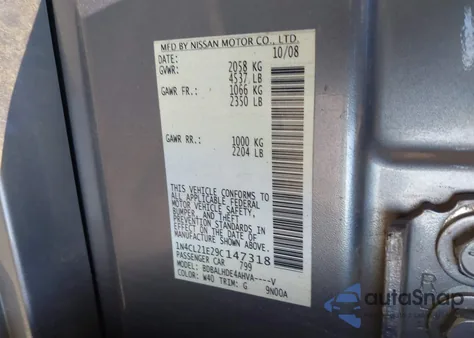 MFD BY NISSAN MOTOR CO., LTD.
DATE: 10/08
GVWR: 2058 KG
4537 LB
GAWR FR.: 1066 KG
2350 LB
GAWR RR.: 1000 KG
2204 LB
THIS VEHICLE CONFORMS TO
ALL APPLICABLE FEDERAL
MOTOR VEHICLE SAFETY,
BUMPER, AND THEFT
PREVENTION STANDARDS IN
EFFECT ON THE DATE OF
MANUFACTURE SHOWN ABOVE.
1N4CL21E29C147318
PASSENGER CAR 799
MODEL: BDBALHDE4AHVA----V
COLOR: W40 TRIM: G 9N00A
R
autoSnap